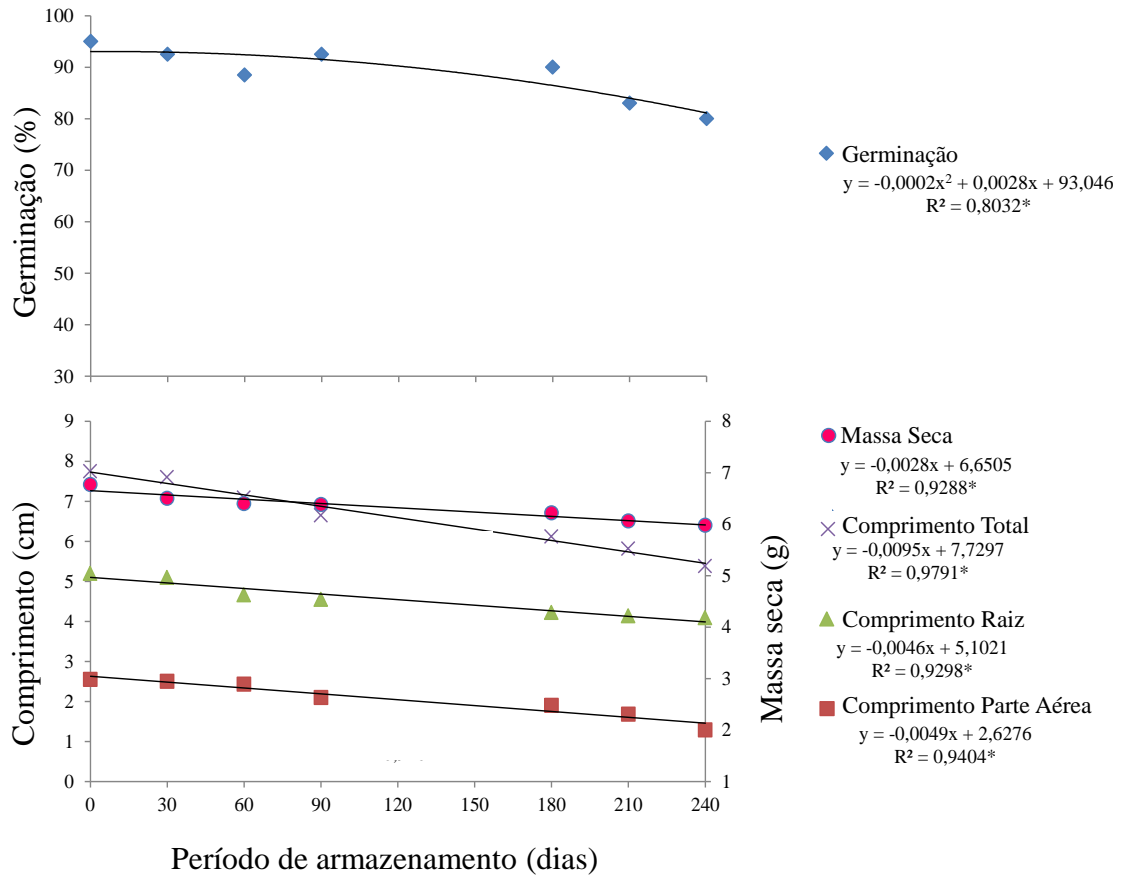 100
90
80
70
60
50
40
30
Germinação (%)
Germinação
y = -0,0002x² + 0,0028x + 93,046
R² = 0,8032*
9
8
7
6
5
4
3
2
1
0
Comprimento (cm)
8
7
6
5
4
3
2
1
Massa seca (g)
0 30 60 90 120 150 180 210 240
Período de armazenamento (dias)
Massa Seca
y = -0,0028x + 6,6505
R² = 0,9288*
Comprimento Total
y = -0,0095x + 7,7297
R² = 0,9791*
Comprimento Raiz
y = -0,0046x + 5,1021
R² = 0,9298*
Comprimento Parte Aérea
y = -0,0049x + 2,6276
R² = 0,9404*